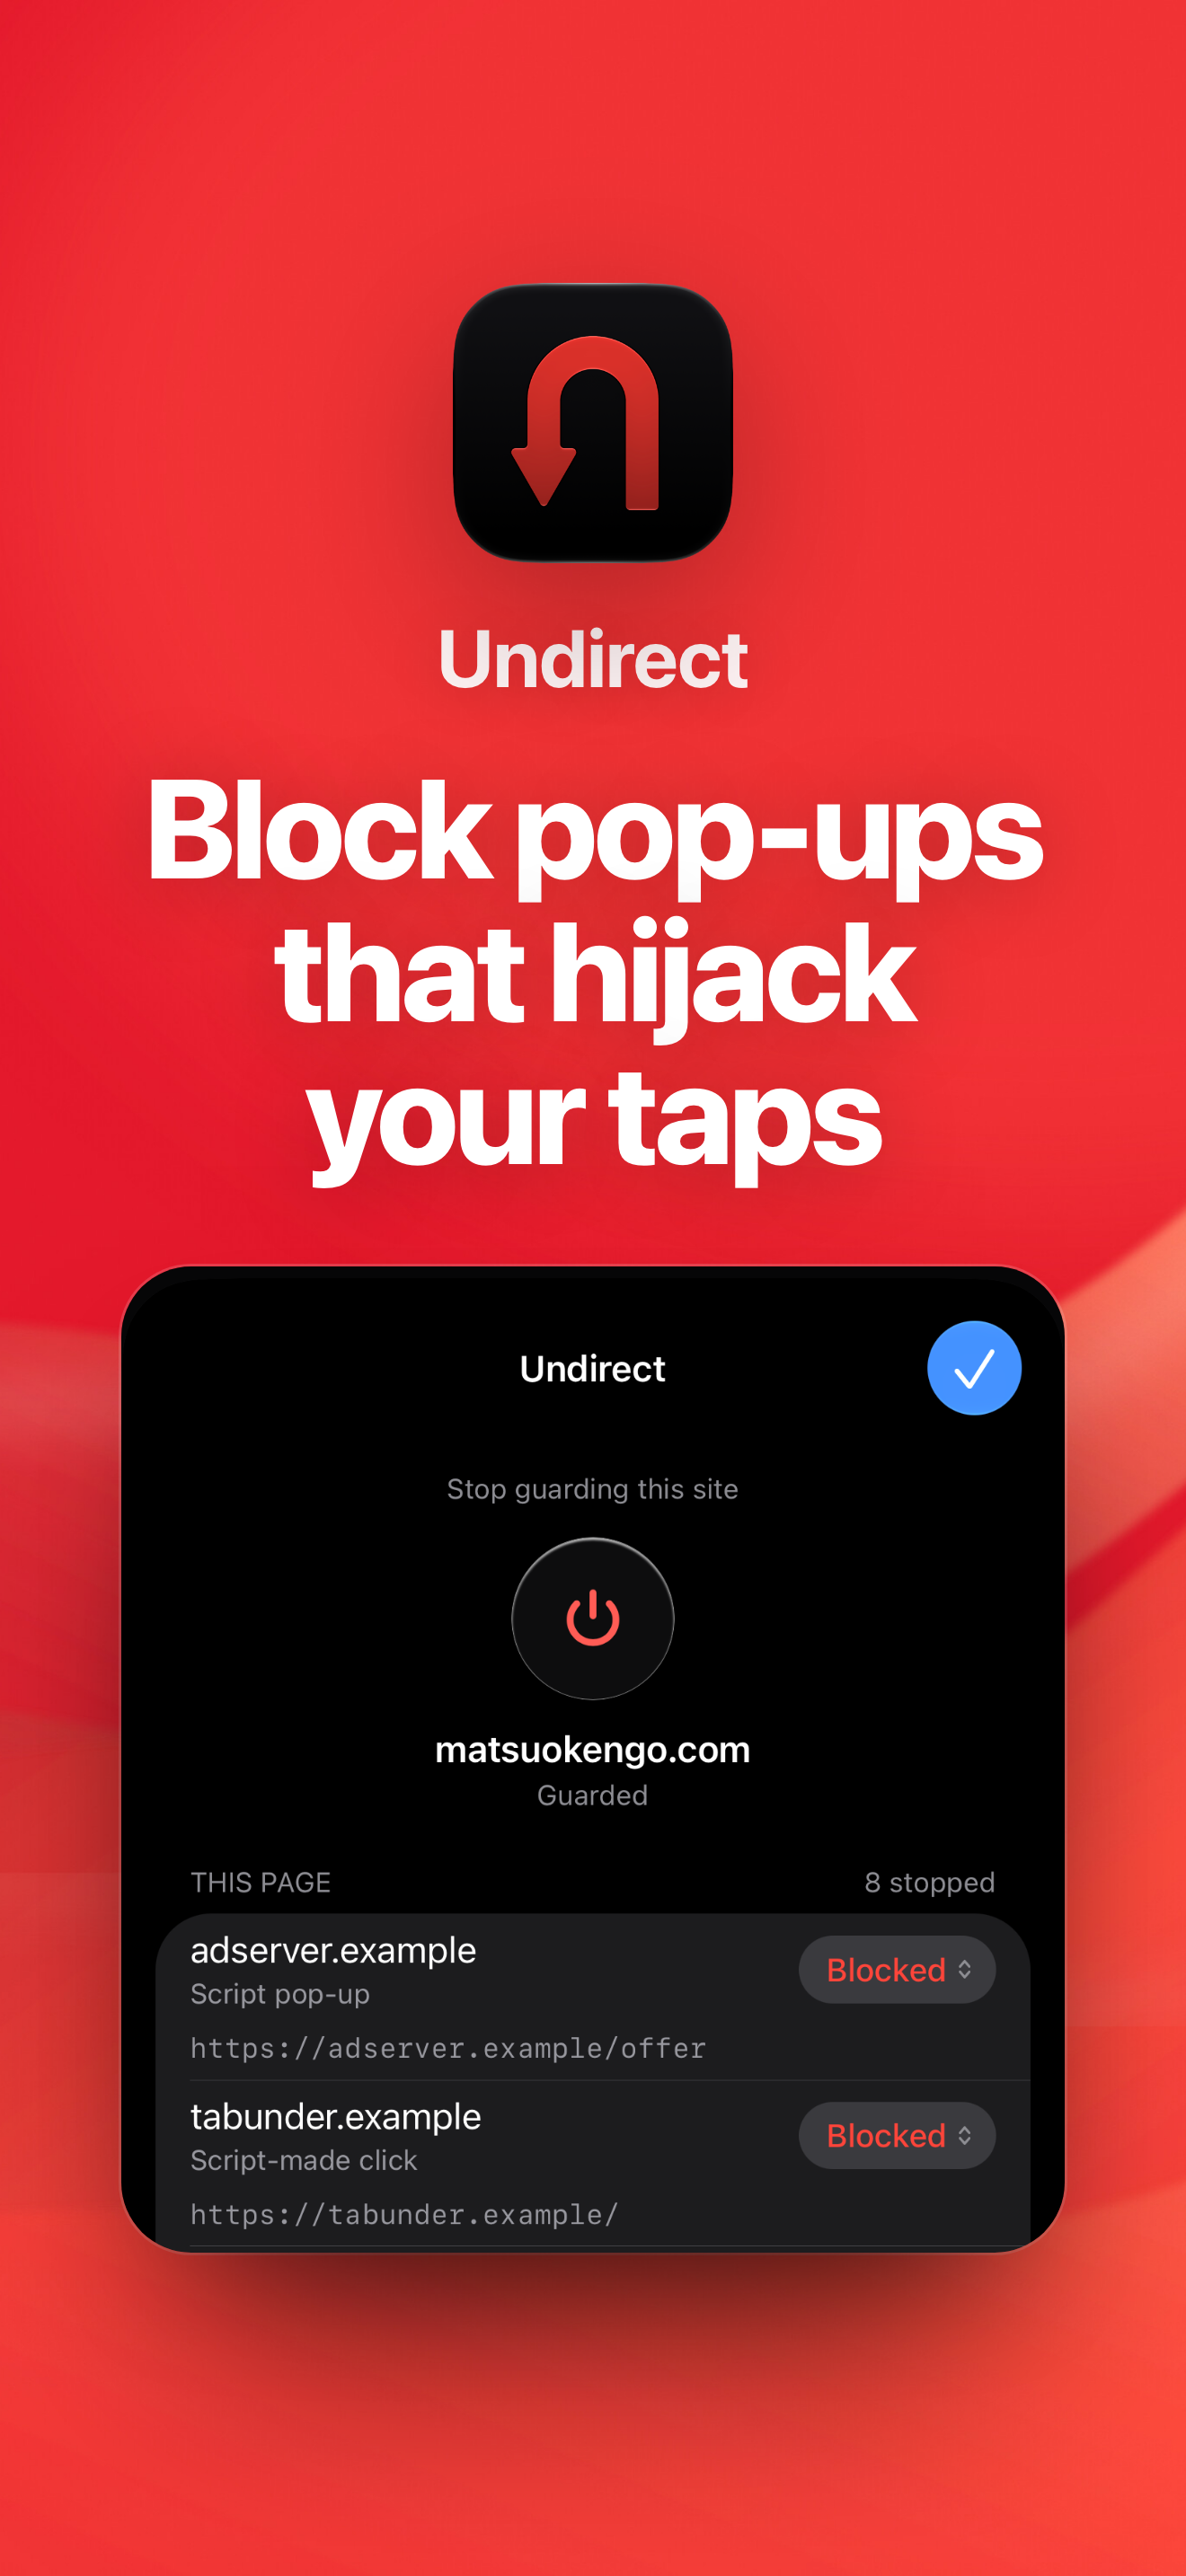 Undirect
Block pop-ups
that hijack
your taps
Undirect
Stop guarding this site
matsuokengo.com
Guarded
THIS PAGE 8 stopped
adserver.example Blocked
Script pop-up
https://adserver.example/offer
tabunder.example Blocked
Script-made click
https://tabunder.example/